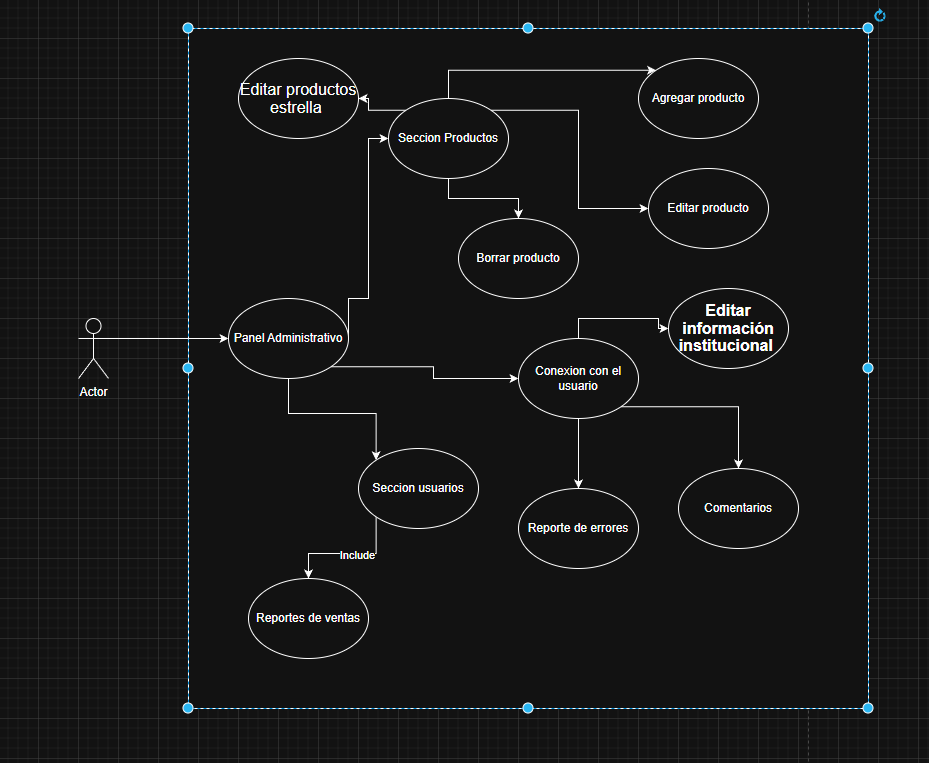 Editar productos
estrella
Agregar producto
Seccion Productos
Editar producto
Borrar producto
Editar
información
institucional
Panel Administrativo
Conexion con el
usuario
Actor
Seccion usuarios
Comentarios
Reporte de errores
Include
Reportes de ventas